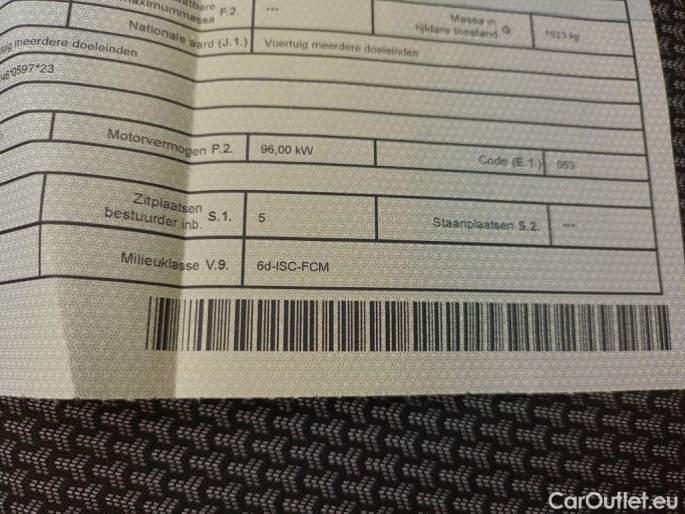 F.2.
---
Massa in
rijklare toestand G
1923 kg
Nationale aard (J.1)
Voertuig meerdere doeleinden
meerdere doeleinden
*0597*23
Motorvermogen P.2.
96,00 kW
Code (E.1.)
053
Zitplaatsen
bestuurder inb. S.1.
5
Staanplaatsen S.2.
---
Milieuklasse V.9.
6d-ISC-FCM
CarOutlet.eu